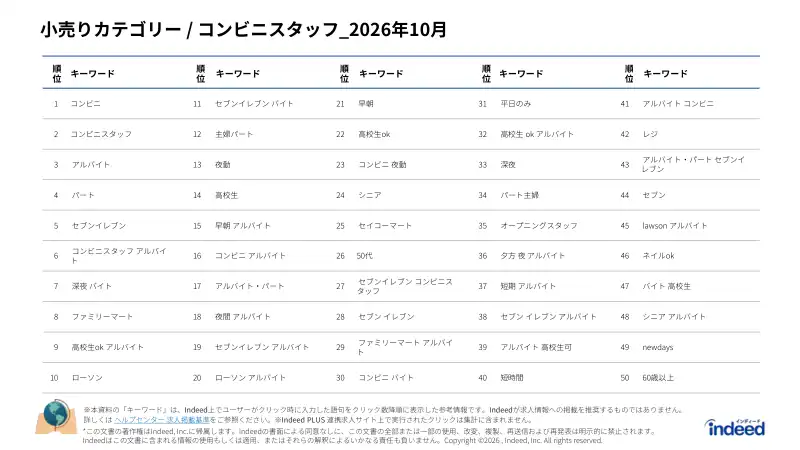 小売りカテゴリー / コンビニスタッフ_2026年10月
順位 キーワード 順位 キーワード 順位 キーワード 順位 キーワード 順位 キーワード
1 コンビニ 11 セブンイレブン バイト 21 早朝 31 平日のみ 41 アルバイト コンビニ
2 コンビニスタッフ 12 主婦パート 22 高校生ok 32 高校生 ok アルバイト 42 レジ
3 アルバイト 13 夜勤 23 コンビニ 夜勤 33 深夜 43 アルバイト・パート セブンイレブン
4 パート 14 高校生 24 シニア 34 パート主婦 44 セブン
5 セブンイレブン 15 早朝 アルバイト 25 セイコーマート 35 オープニングスタッフ 45 lawson アルバイト
6 コンビニスタッフ アルバイト 16 コンビニ アルバイト 26 50代 36 夕方 夜 アルバイト 46 ネイルok
7 深夜 バイト 17 アルバイト・パート 27 セブンイレブン コンビニスタッフ 37 短期 アルバイト 47 バイト 高校生
8 ファミリーマート 18 夜間 アルバイト 28 セブン イレブン 38 セブン イレブン アルバイト 48 シニア アルバイト
9 高校生ok アルバイト 19 セブンイレブン アルバイト 29 ファミリーマート アルバイト 39 アルバイト 高校生可 49 newdays
10 ローソン 20 ローソン アルバイト 30 コンビニ バイト 40 短時間 50 60歳以上
※本資料の「キーワード」は、Indeed上でユーザーがクリック時に入力した語句をクリック数降順に表示した参考情報です。Indeedが求人情報への掲載を推奨するものではありません。
詳しくは ヘルプセンター 求人掲載基準をご参照ください。※Indeed PLUS 連携求人サイト上で実行されたクリックは集計に含まれません。
*この文書の著作権はIndeed, Inc.に帰属します。Indeedの書面による同意なしに、この文書の全部または一部の使用、改変、複製、再送信および再発表は明示的に禁止されます。
Indeedはこの文書に含まれる情報の使用もしくは適用、またはそれらの解釈によるいかなる責任も負いません。Copyright ©2026 , Indeed, Inc. All rights reserved.
インディード
indeed